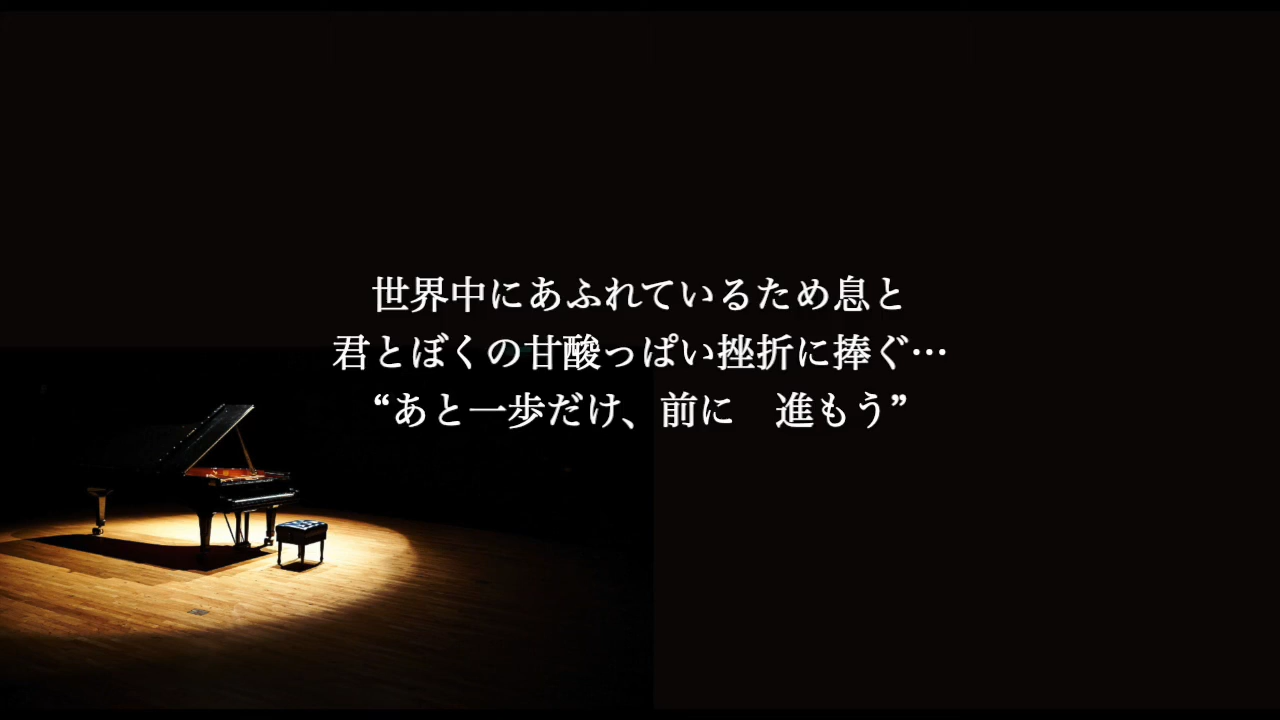 世界中にあふれているため息と
君とぼくの甘酸っぱい挫折に捧ぐ…
“あと一歩だけ、前に　進もう”